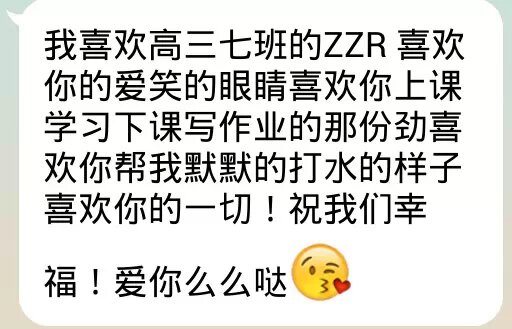 我喜欢高三七班的ZZR 喜欢
你的爱笑的眼睛喜欢你上课
学习下课写作业的那份劲喜
欢你帮我默默的打水的样子
喜欢你的一切！祝我们幸
福！爱你么么哒